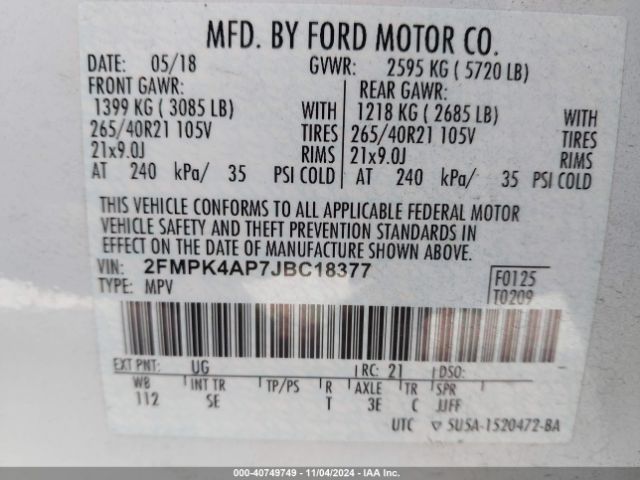 MFD. BY FORD MOTOR CO.
DATE: 05/18 GVWR: 2595 KG ( 5720 LB)
FRONT GAWR: REAR GAWR:
1399 KG ( 3085 LB) WITH 1218 KG ( 2685 LB) WITH
265/40R21 105V TIRES 265/40R21 105V TIRES
21x9.0J RIMS 21x9.0J RIMS
AT 240 kPa/ 35 PSI COLD AT 240 kPa/ 35 PSI COLD
THIS VEHICLE CONFORMS TO ALL APPLICABLE FEDERAL MOTOR
VEHICLE SAFETY AND THEFT PREVENTION STANDARDS IN
EFFECT ON THE DATE OF MANUFACTURE SHOWN ABOVE.
VIN: 2FMPK4AP7JBC18377 F0125
TYPE: MPV T0209
EXT PNT: UG RC: 21 DSO:
WB INT TR TP/PS R AXLE TR SPR
112 SE T 3E C JJFF
UTC ▽ 5U5A-1520472-BA
000-40749749 - 11/04/2024 - IAA Inc.